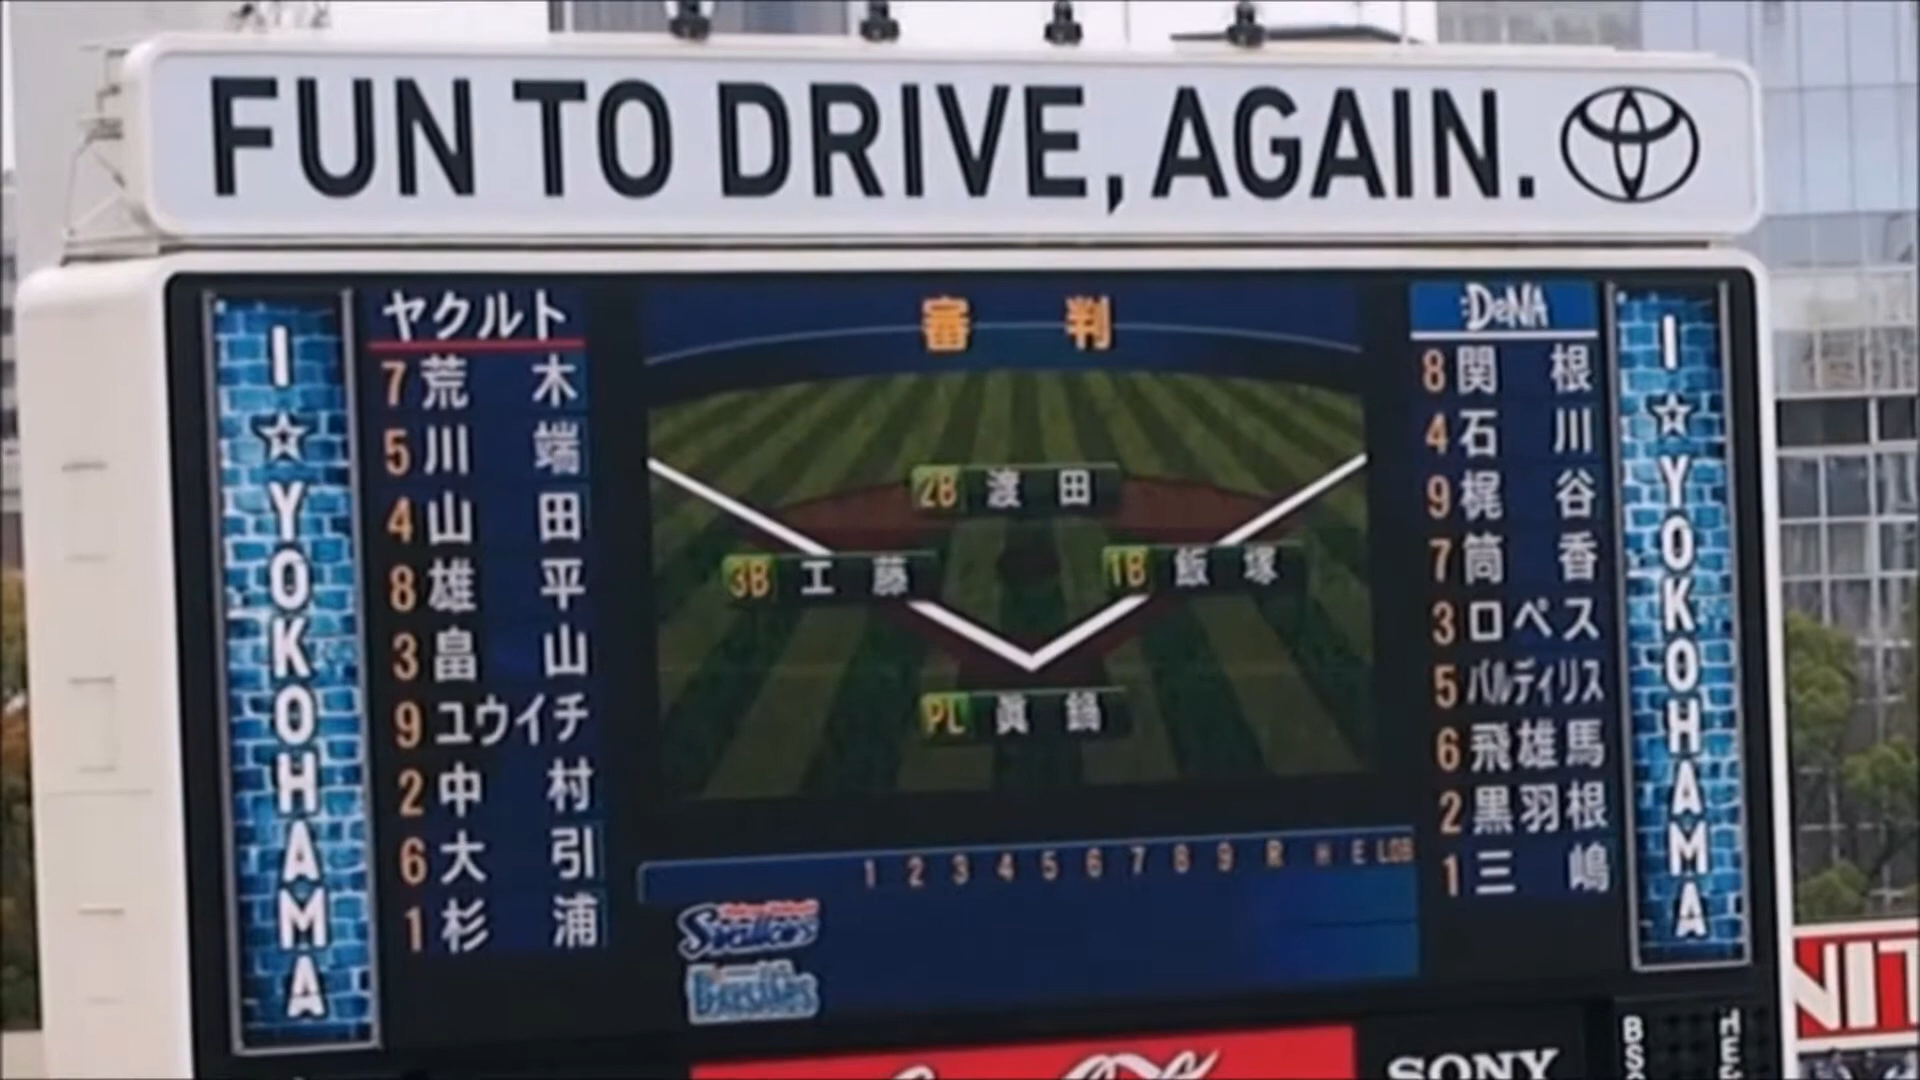 FUN TO DRIVE, AGAIN.
I☆YOKOHAMA
ヤクルト
7 荒木
5 川端
4 山田
8 雄平
3 畠山
9 ユウイチ
2 中村
6 大引
1 杉浦
審判
2B 渡田
3B 工藤
1B 飯塚
PL 眞鍋
1 2 3 4 5 6 7 8 9 R H E LOB
Swallows
:DeNA
8 関根
4 石川
9 梶谷
7 筒香
3 ロペス
5 バルディリス
6 飛雄馬
2 黒羽根
1 三嶋
I☆YOKOHAMA
SONY
NIT
B
S
H
E